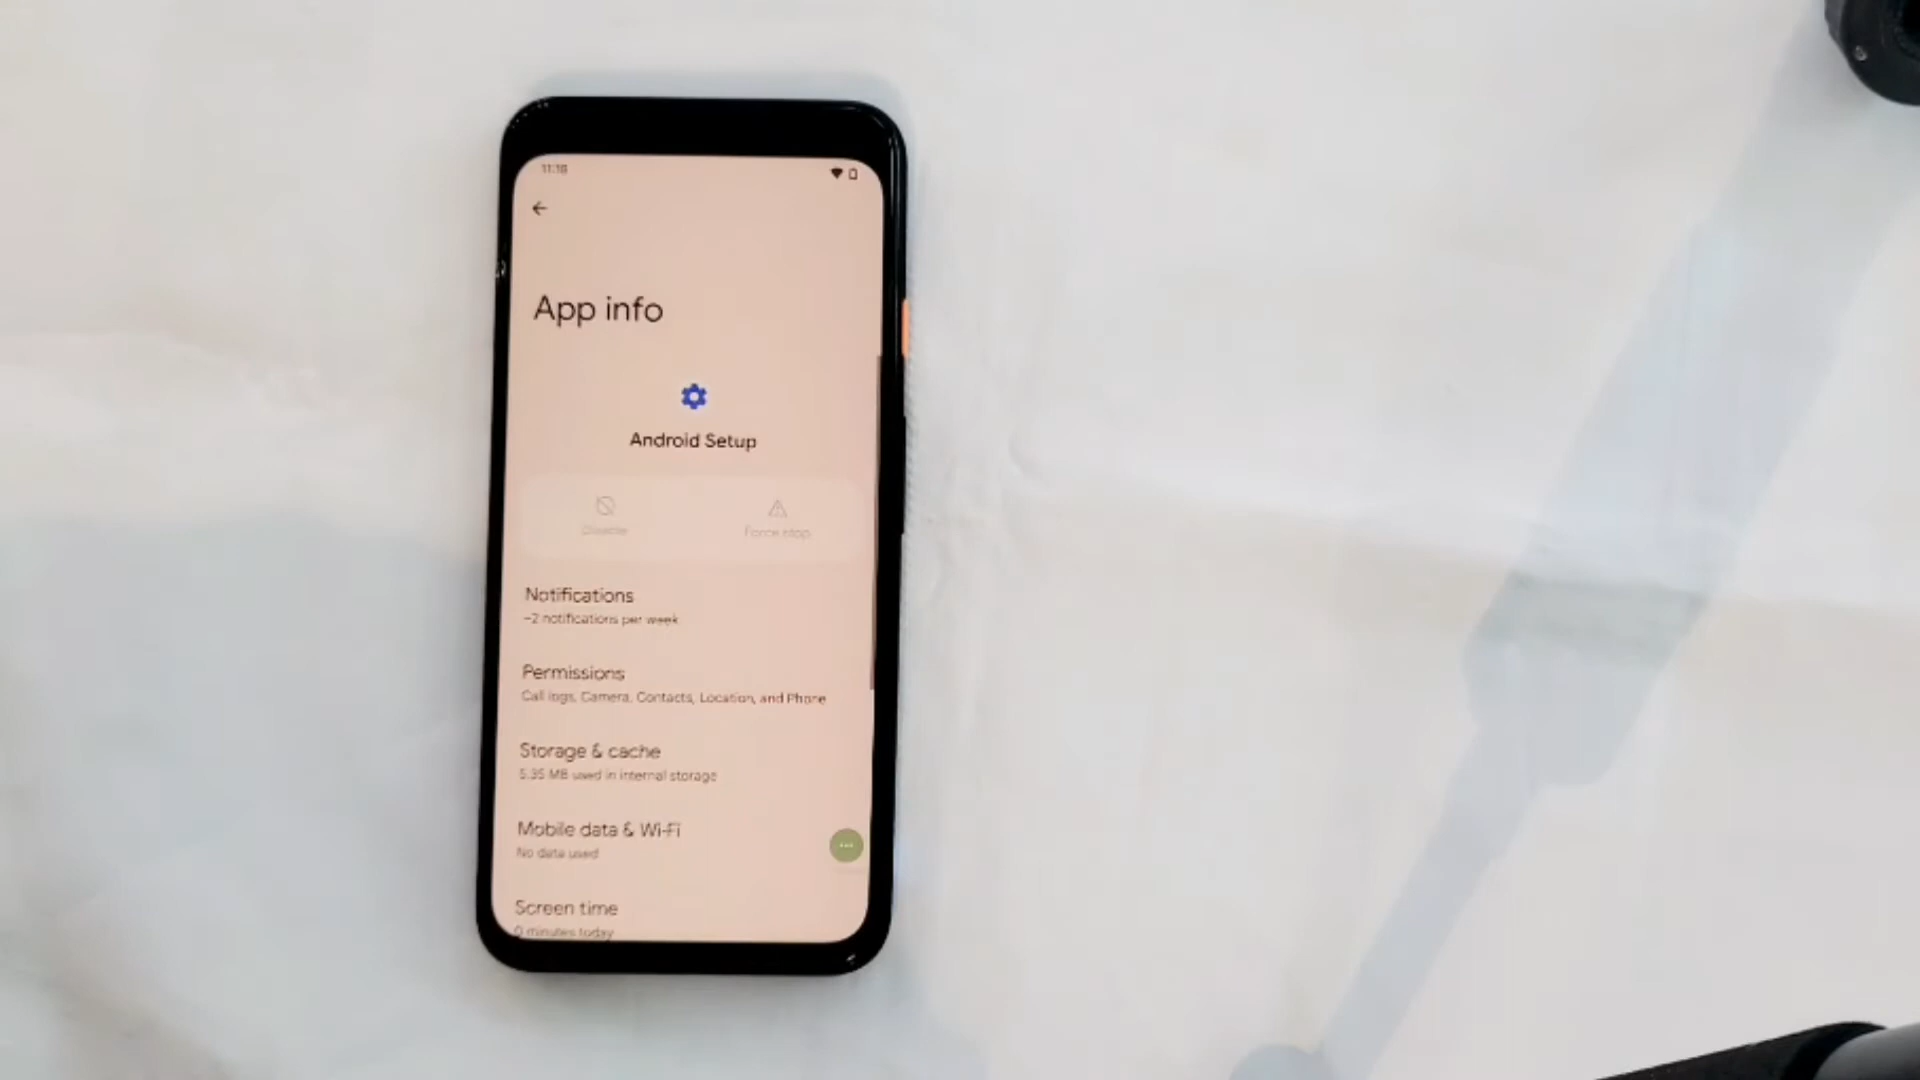 11:18
App info
Android Setup
Disable
Force stop
Notifications
~2 notifications per week
Permissions
Call logs, Camera, Contacts, Location, and Phone
Storage & cache
5.35 MB used in internal storage
Mobile data & Wi-Fi
No data used
Screen time
0 minutes today